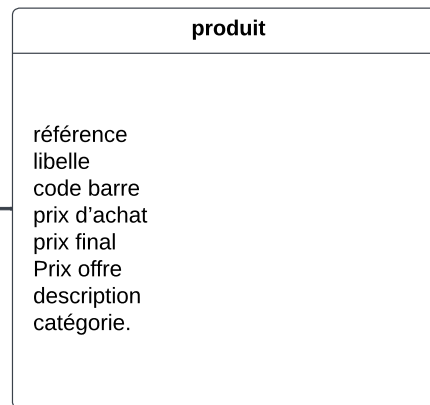 produit
référence
libelle
code barre
prix d’achat
prix final
Prix offre
description
catégorie.